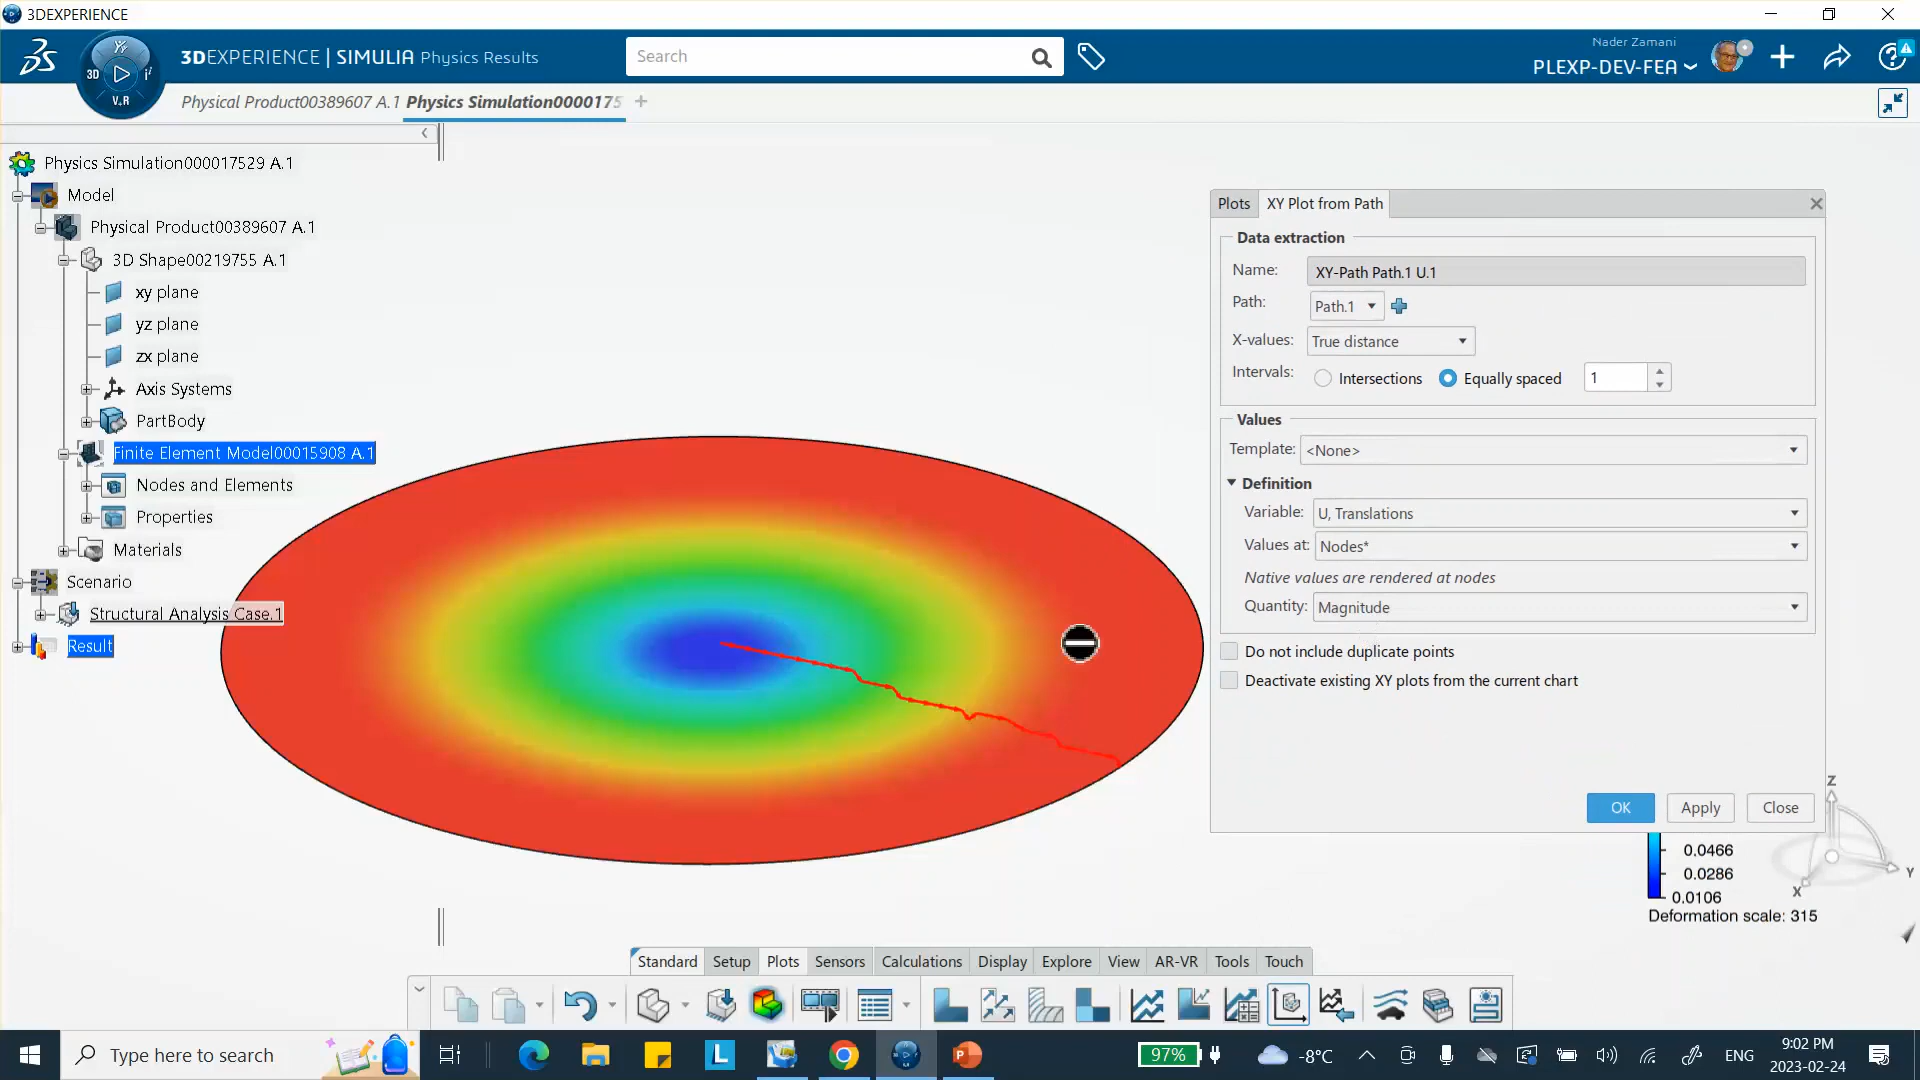 3DEXPERIENCE
3DEXPERIENCE | SIMULIA Physics Results
3D
V.R
Search
Nader Zamani
PLEXP-DEV-FEA
Physical Product00389607 A.1
Physics Simulation0000175
Physics Simulation000017529 A.1
Model
Physical Product00389607 A.1
3D Shape00219755 A.1
xy plane
yz plane
zx plane
Axis Systems
PartBody
Finite Element Model00015908 A.1
Nodes and Elements
Properties
Materials
Scenario
Structural Analysis Case.1
Result
Plots
XY Plot from Path
Data extraction
Name: XY-Path Path.1 U.1
Path: Path.1
X-values: True distance
Intervals: Intersections Equally spaced 1
Values
Template: <None>
Definition
Variable: U, Translations
Values at: Nodes*
Native values are rendered at nodes
Quantity: Magnitude
Do not include duplicate points
Deactivate existing XY plots from the current chart
OK Apply Close
Z
Y
X
0.0466
0.0286
0.0106
Deformation scale: 315
Standard Setup Plots Sensors Calculations Display Explore View AR-VR Tools Touch
Type here to search
L
P
97%
-8°C
ENG
9:02 PM
2023-02-24